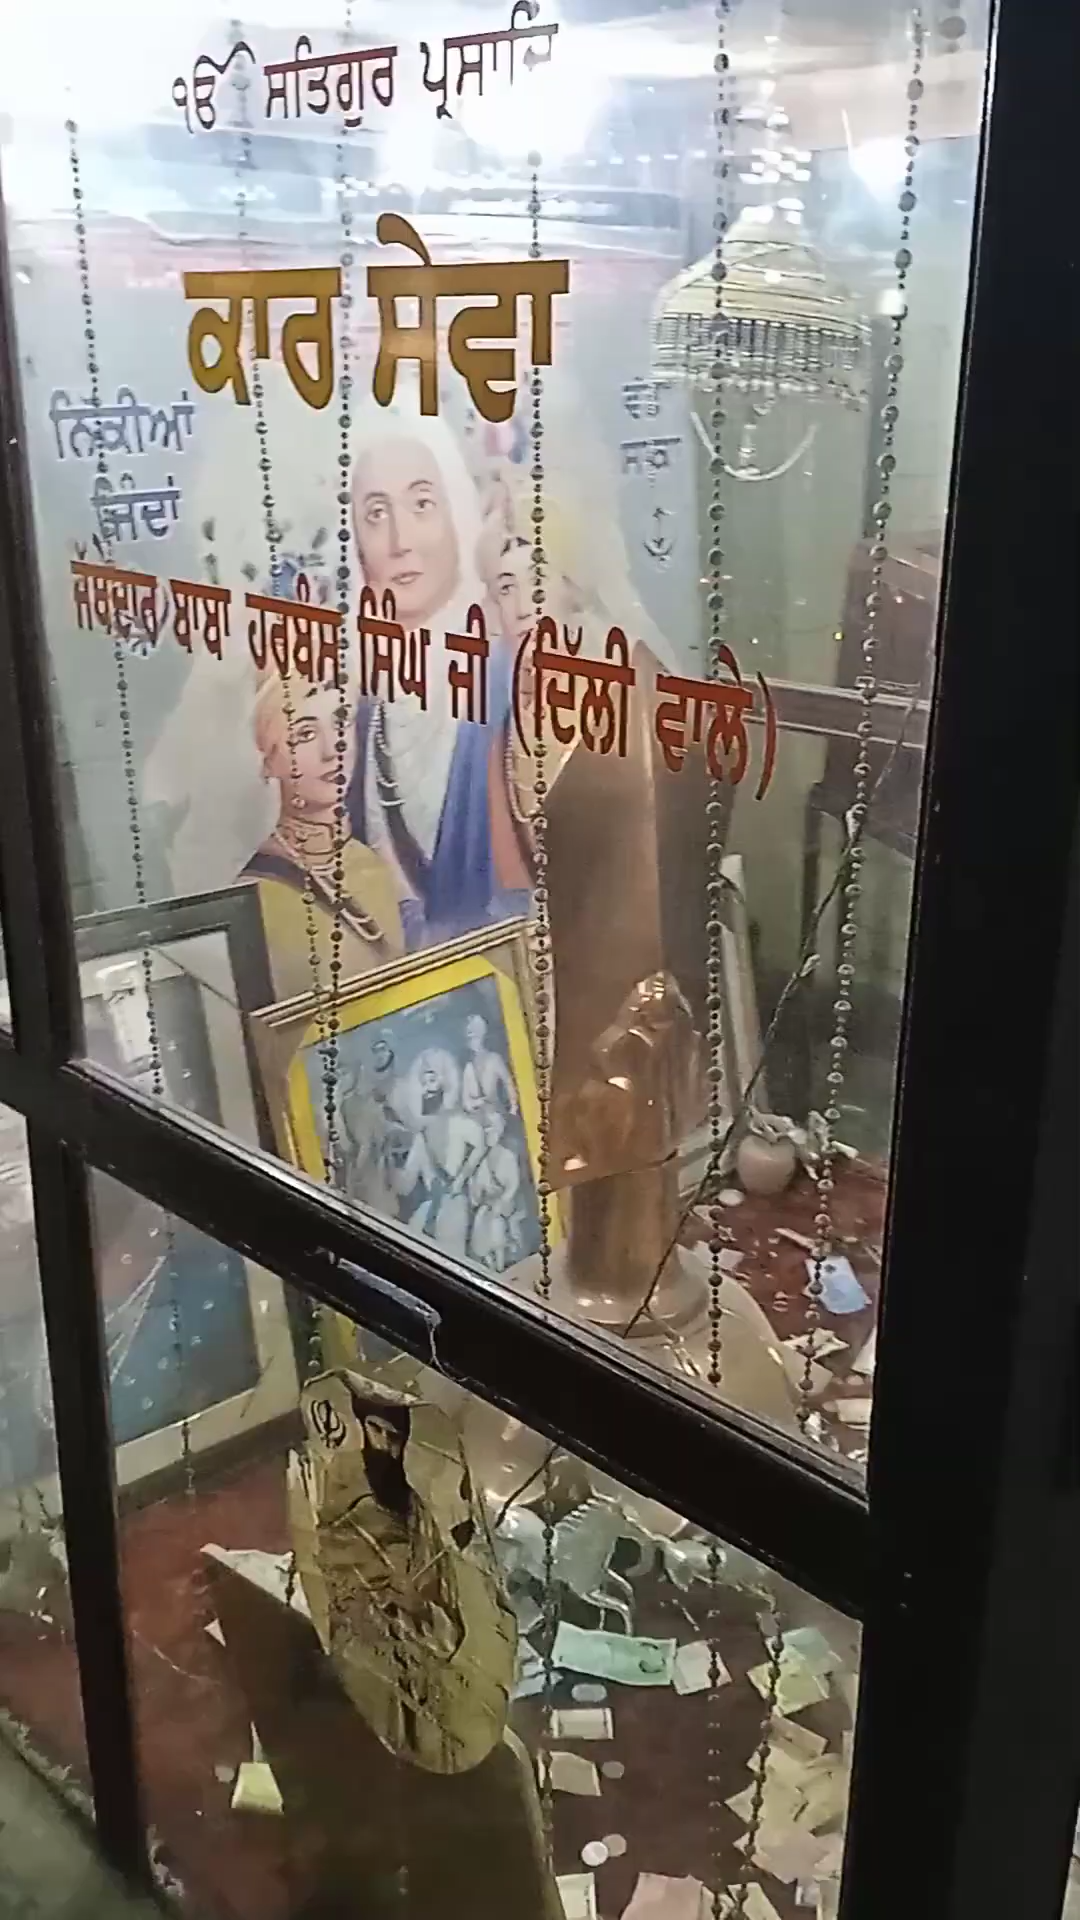 ੴ ਸਤਿਗੁਰ ਪ੍ਰਸਾਦਿ
ਕਾਰ ਸੇਵਾ
ਨਿੱਕੀਆਂ
ਜਿੰਦਾਂ
ਵੱਡਾ
ਸਾਕਾ
ਜੱਥੇਦਾਰ ਬਾਬਾ ਹਰਬੰਸ ਸਿੰਘ ਜੀ (ਦਿੱਲੀ ਵਾਲੇ)